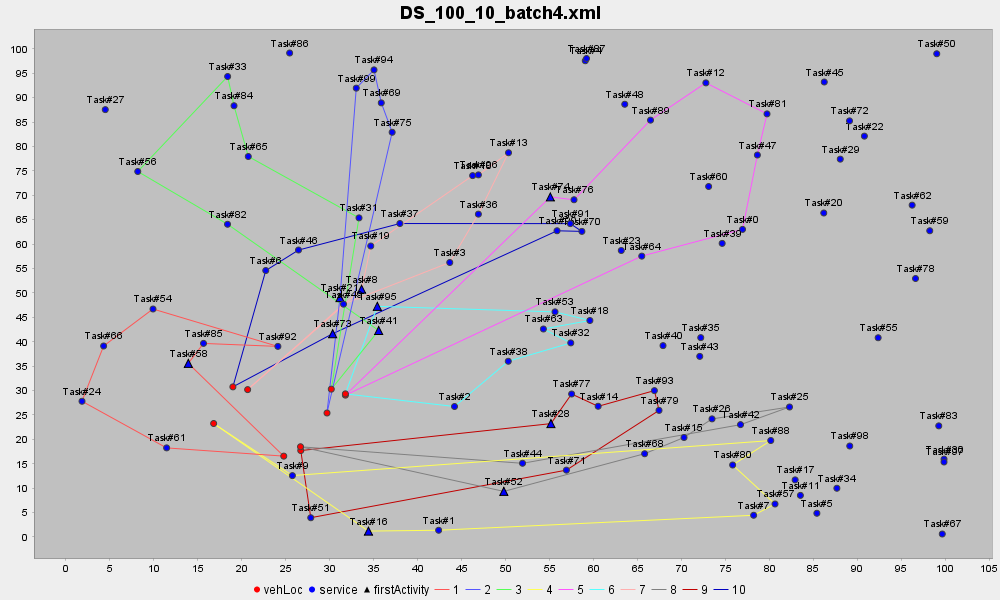 DS_100_10_batch4.xml
Task#86
Task#50
Task#94
Task#33
Task#99
Task#12
Task#45
Task#27
Task#84
Task#69
Task#48
Task#89
Task#81
Task#72
Task#75
Task#22
Task#65
Task#13
Task#47
Task#29
Task#56
Task#60
Task#76
Task#36
Task#31
Task#20
Task#62
Task#82
Task#37
Task#91
Task#70
Task#0
Task#59
Task#46
Task#19
Task#23
Task#64
Task#39
Task#6
Task#3
Task#8
Task#78
Task#21
Task#54
Task#95
Task#53
Task#18
Task#73
Task#41
Task#63
Task#66
Task#85
Task#92
Task#32
Task#40
Task#35
Task#55
Task#58
Task#38
Task#43
Task#24
Task#2
Task#77
Task#14
Task#93
Task#79
Task#28
Task#26
Task#25
Task#42
Task#83
Task#61
Task#15
Task#88
Task#98
Task#44
Task#68
Task#9
Task#71
Task#80
Task#52
Task#17
Task#11
Task#34
Task#51
Task#57
Task#7
Task#5
Task#16
Task#1
Task#67
100
95
90
85
80
75
70
65
60
55
50
45
40
35
30
25
20
15
10
5
0
0 5 10 15 20 25 30 35 40 45 50 55 60 65 70 75 80 85 90 95 100 105
vehLoc service firstActivity 1 2 3 4 5 6 7 8 9 10